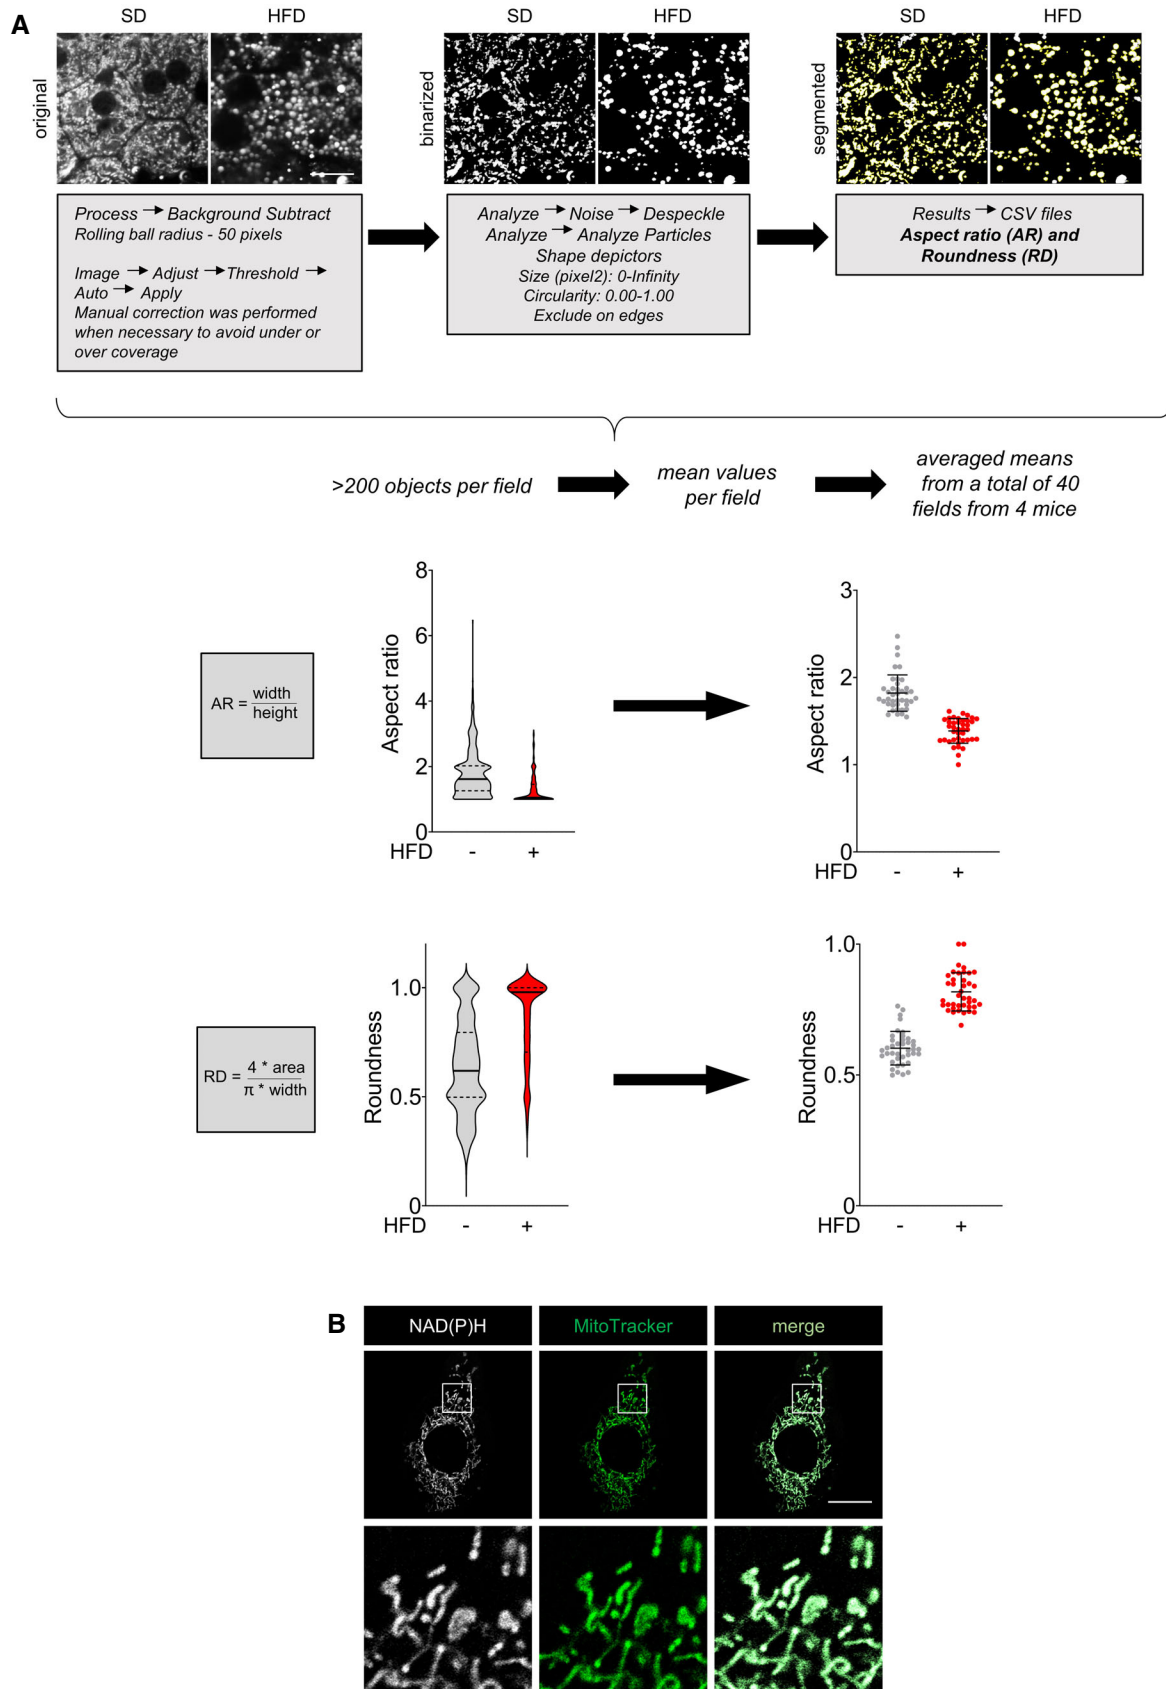 A
SD HFD SD HFD SD HFD
original
binarized
segmented
Process → Background Subtract
Rolling ball radius - 50 pixels
Image → Adjust → Threshold →
Auto → Apply
Manual correction was performed
when necessary to avoid under or
over coverage
Analyze → Noise → Despeckle
Analyze → Analyze Particles
Shape depictors
Size (pixel2): 0-Infinity
Circularity: 0.00-1.00
Exclude on edges
Results → CSV files
Aspect ratio (AR) and
Roundness (RD)
>200 objects per field
mean values
per field
averaged means
from a total of 40
fields from 4 mice
AR = width
height
Aspect ratio
8
6
4
2
0
HFD - +
Aspect ratio
3
2
1
0
HFD - +
RD = 4 * area
π * width
Roundness
1.0
0.5
0
HFD - +
Roundness
1.0
0.5
0
HFD - +
B
NAD(P)H MitoTracker merge